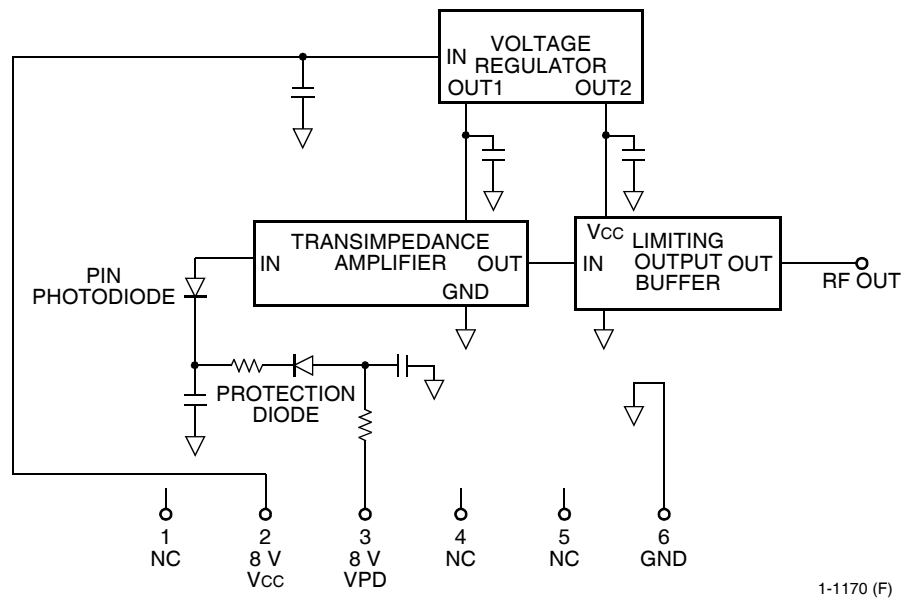 VOLTAGE
REGULATOR
IN
OUT1
OUT2
TRANSIMPEDANCE
AMPLIFIER
IN
OUT
GND
VCC
LIMITING
OUTPUT
BUFFER
IN
OUT
RF OUT
PIN
PHOTODIODE
PROTECTION
DIODE
1
NC
2
8 V
VCC
3
8 V
VPD
4
NC
5
NC
6
GND
1-1170 (F)